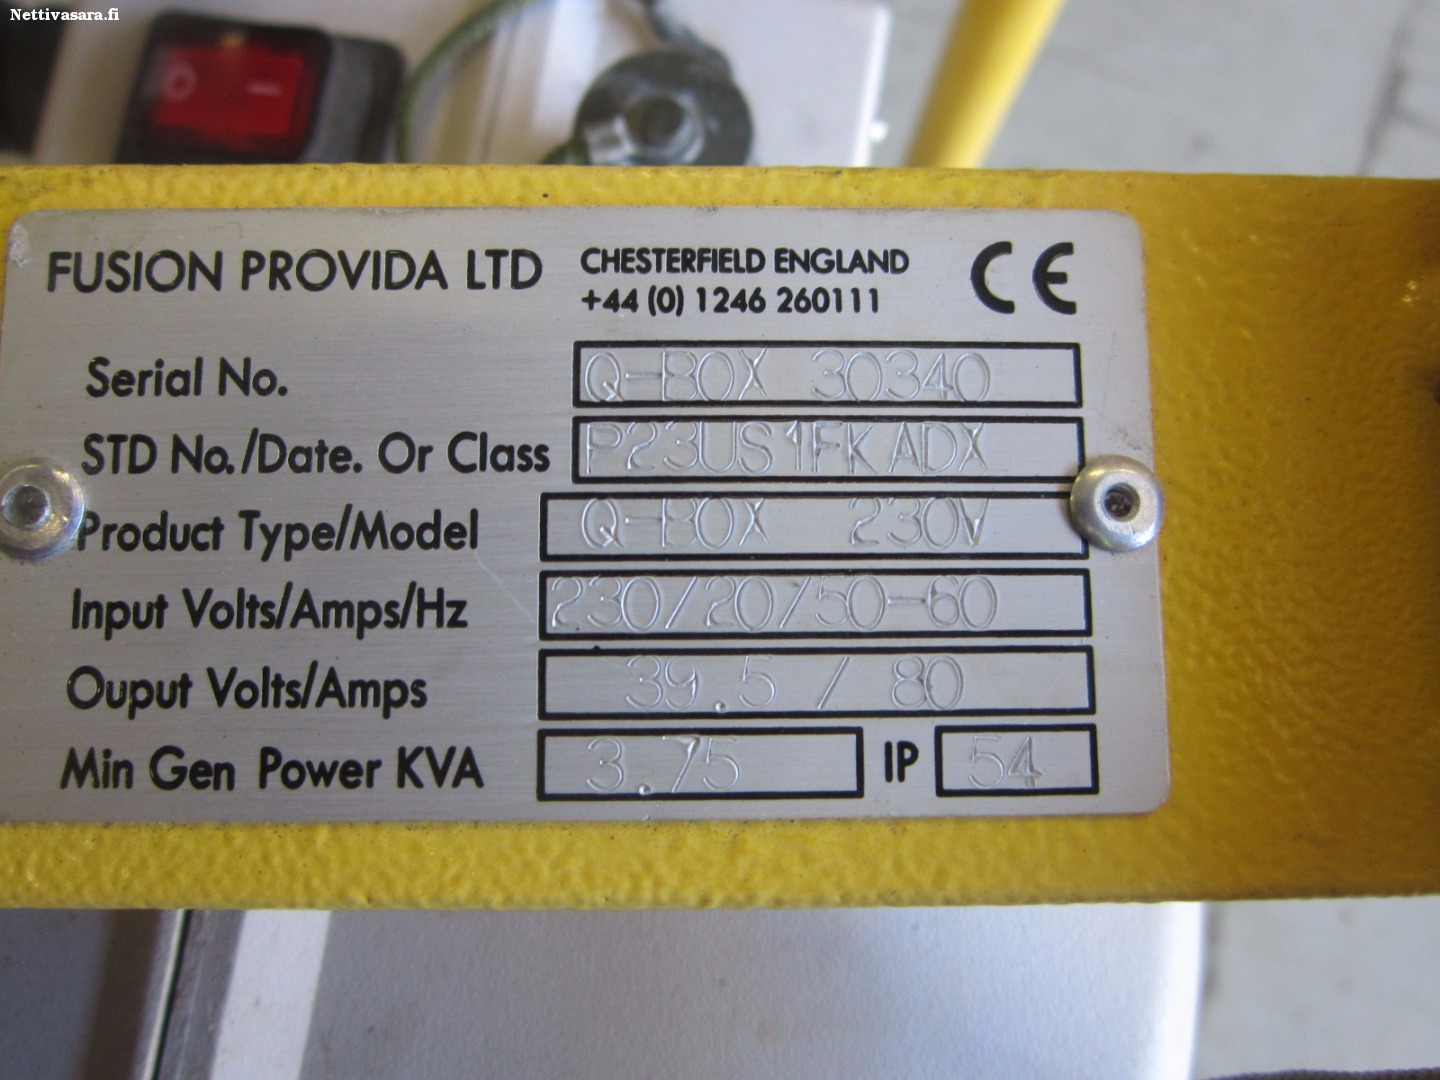 Nettivasara.fi
FUSION PROVIDA LTD
CHESTERFIELD ENGLAND
+44 (0) 1246 260111
CE
Serial No. Q-BOX 30340
STD No./Date. Or Class P23US1FKADX
Product Type/Model Q-BOX 230V
Input Volts/Amps/Hz 230/20/50-60
Ouput Volts/Amps 39.5 / 80
Min Gen Power KVA 3.75 IP 54